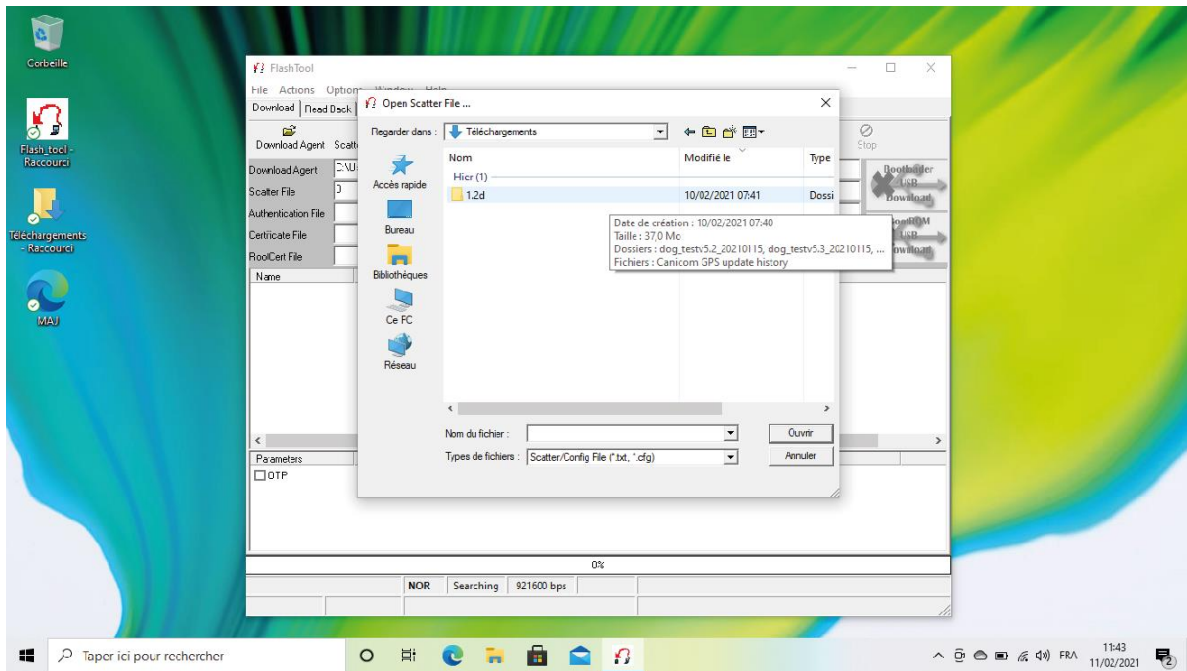 Corbeille
Flash_tool - Raccourci
Téléchargements - Raccourci
MAJ
FlashTool
File Actions Options Window Help
Download Read Back
Download Agent
Stop
Download Agent
Scatter File
Authentication File
Certificate File
RootCert File
Bootloader USB Download
BootROM USB
Name
Open Scatter File ...
Regarder dans :
Téléchargements
Accès rapide
Bureau
Bibliothèques
Ce PC
Réseau
Nom Modifié le Type
Hier (1)
1.2d 10/02/2021 07:41 Dossi
Date de création : 10/02/2021 07:40
Taille : 37,0 Mo
Dossiers : dog_testv5.2_20210115, dog_testv5.3_20210115, ...
Fichiers : Canicom GPS update history
Nom du fichier :
Ouvrir
Types de fichiers :
Scatter/Config File (*.txt, *.cfg)
Annuler
Parameters
OTP
0%
NOR Searching 921600 bps
Taper ici pour rechercher
FRA
11:43
11/02/2021
2